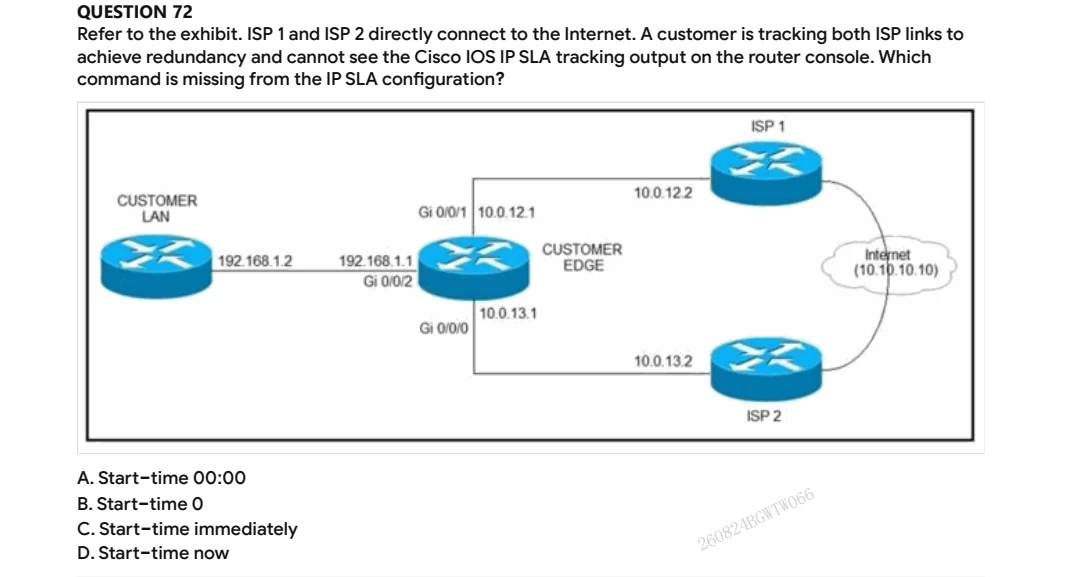 QUESTION 72
Refer to the exhibit. ISP 1 and ISP 2 directly connect to the Internet. A customer is tracking both ISP links to
achieve redundancy and cannot see the Cisco IOS IP SLA tracking output on the router console. Which
command is missing from the IP SLA configuration?
ISP 1
CUSTOMER
LAN
10.0.12.2
Gi 0/0/1 10.0.12.1
192.168.1.2
192.168.1.1
Gi 0/0/2
CUSTOMER
EDGE
Internet
(10.10.10.10)
10.0.13.1
Gi 0/0/0
10.0.13.2
ISP 2
A. Start-time 00:00
B. Start-time 0
C. Start-time immediately
D. Start-time now
260824BGWTW066